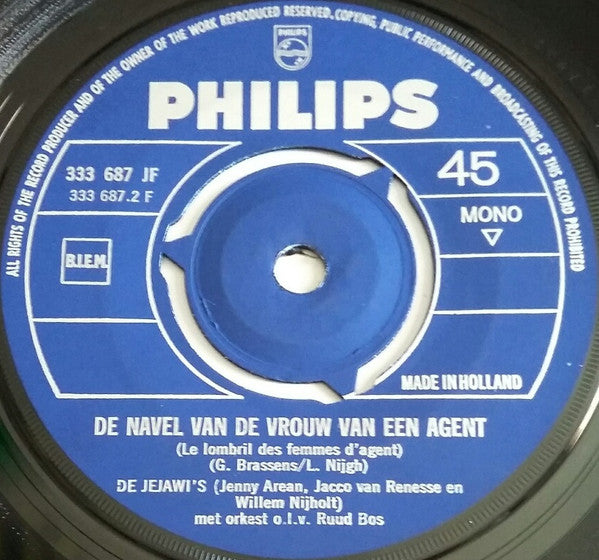 ALL RIGHTS OF THE RECORD PRODUCER AND OF THE OWNER OF THE WORK REPRODUCED RESERVED. COPYING, PUBLIC PERFORMANCE AND BROADCASTING OF THIS RECORD PROHIBITED
PHILIPS
PHILIPS
333 687 JF
45
333 687.2 F
MONO
B.I.E.M.
MADE IN HOLLAND
DE NAVEL VAN DE VROUW VAN EEN AGENT
(Le lombril des femmes d'agent)
(G. Brassens/L. Nijgh)
DE JEJAWI'S (Jenny Arean, Jacco van Renesse en
Willem Nijholt)
met orkest o.l.v. Ruud Bos